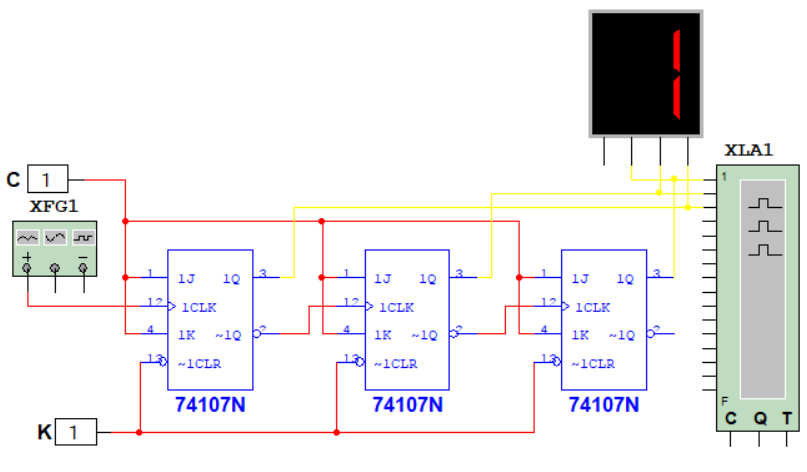 1
XLA1
C 1
XFG1
1
1 1J 1Q 3
1 1J 1Q 3
1 1J 1Q 3
+
12 1CLK
12 1CLK
12 1CLK
4 1K ~1Q 2
4 1K ~1Q 2
4 1K ~1Q 2
13 ~1CLR
13 ~1CLR
13 ~1CLR
74107N
74107N
74107N
F
K 1
C Q T